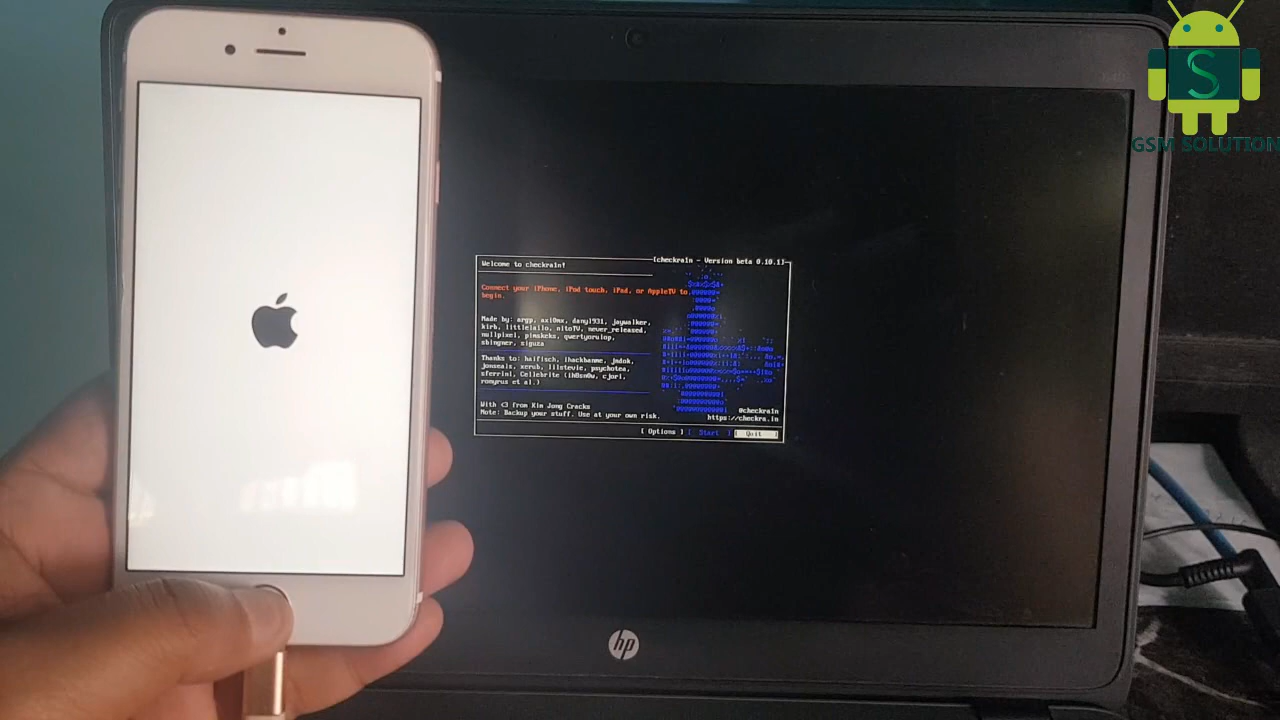 S
GSM SOLUTION
[checkra1n - Version beta 0.10.1]
Welcome to checkra1n!
Connect your iPhone, iPod touch, iPad, or AppleTV to
begin.
Made by: argp, axi0mx, danyl931, jaywalker,
kirb, littlelailo, nitoTV, never_released,
nullpixel, pimskeks, qwertyoruiop,
sbingner, siguza
Thanks to: haifisch, ihackbanme, jndok,
jonseals, xerub, lilstevie, psychotea,
sferrini, Cellebrite (ih8sn0w, cjori,
ronyrus et al.)
With <3 from Kim Jong Cracks
Note: Backup your stuff. Use at your own risk.
@checkra1n
https://checkra.in
[ Options ] [ Start ] [ Quit ]
hp